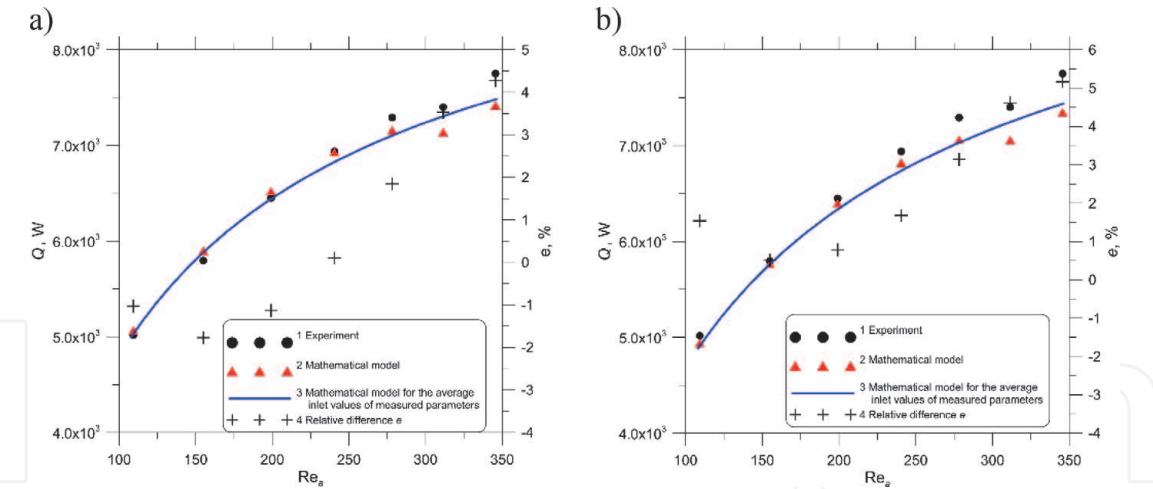 a)
8.0x10³
7.0x10³
6.0x10³
5.0x10³
4.0x10³
Q, W
5
4
3
2
1
0
-1
-2
-3
-4
e, %
1 Experiment
2 Mathematical model
3 Mathematical model for the average
inlet values of measured parameters
4 Relative difference e
100 150 200 250 300 350
Reₐ
b)
8.0x10³
7.0x10⁵
6.0x10⁵
5.0x10³
4.0x10³
Q, W
6
5
4
3
2
1
0
-1
-2
-3
-4
e, %
1 Experiment
2 Mathematical model
3 Mathematical model for the average
inlet values of measured parameters
4 Relative difference e
100 150 200 250 300 350
Reₐ